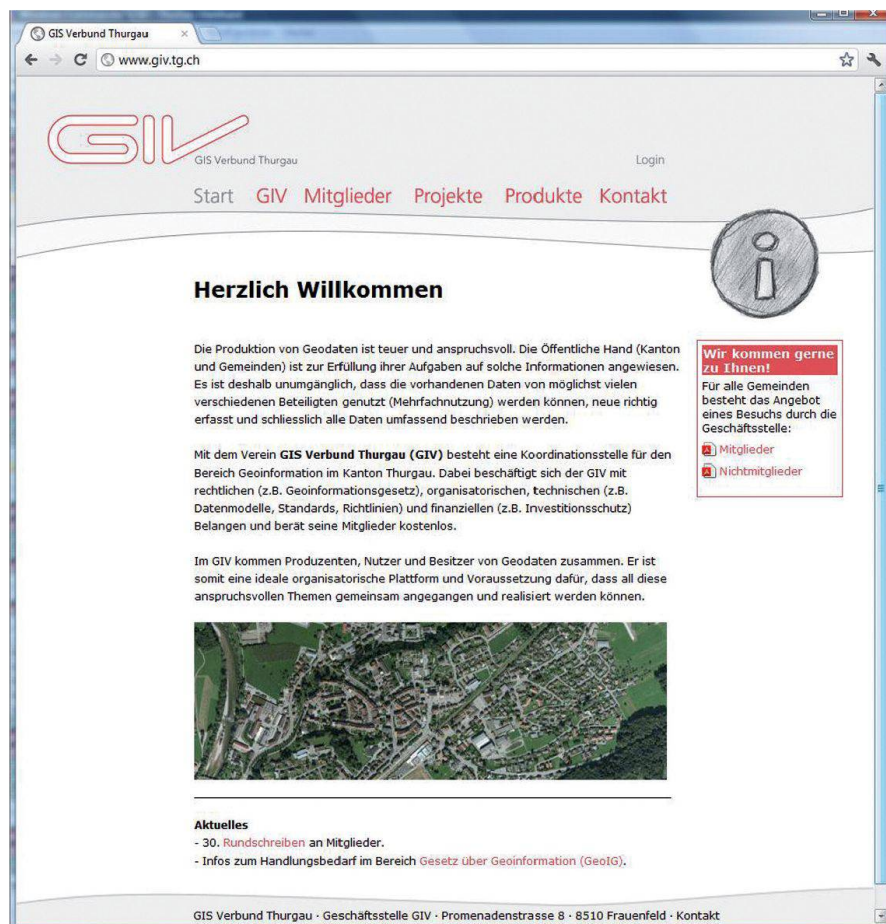 GIS Verbund Thurgau
www.giv.tg.ch
GIV
GIS Verbund Thurgau
Login
Start GIV Mitglieder Projekte Produkte Kontakt
i
Herzlich Willkommen
Die Produktion von Geodaten ist teuer und anspruchsvoll. Die Öffentliche Hand (Kanton
und Gemeinden) ist zur Erfüllung ihrer Aufgaben auf solche Informationen angewiesen.
Es ist deshalb unumgänglich, dass die vorhandenen Daten von möglichst vielen
verschiedenen Beteiligten genutzt (Mehrfachnutzung) werden können, neue richtig
erfasst und schliesslich alle Daten umfassend beschrieben werden.
Mit dem Verein GIS Verbund Thurgau (GIV) besteht eine Koordinationsstelle für den
Bereich Geoinformation im Kanton Thurgau. Dabei beschäftigt sich der GIV mit
rechtlichen (z.B. Geoinformationsgesetz), organisatorischen, technischen (z.B.
Datenmodelle, Standards, Richtlinien) und finanziellen (z.B. Investitionsschutz)
Belangen und berät seine Mitglieder kostenlos.
Im GIV kommen Produzenten, Nutzer und Besitzer von Geodaten zusammen. Er ist
somit eine ideale organisatorische Plattform und Voraussetzung dafür, dass all diese
anspruchsvollen Themen gemeinsam angegangen und realisiert werden können.
Wir kommen gerne
zu Ihnen!
Für alle Gemeinden
besteht das Angebot
eines Besuchs durch die
Geschäftsstelle:
Mitglieder
Nichtmitglieder
Aktuelles
- 30. Rundschreiben an Mitglieder.
- Infos zum Handlungsbedarf im Bereich Gesetz über Geoinformation (GeoIG).
GIS Verbund Thurgau · Geschäftsstelle GIV · Promenadenstrasse 8 · 8510 Frauenfeld · Kontakt